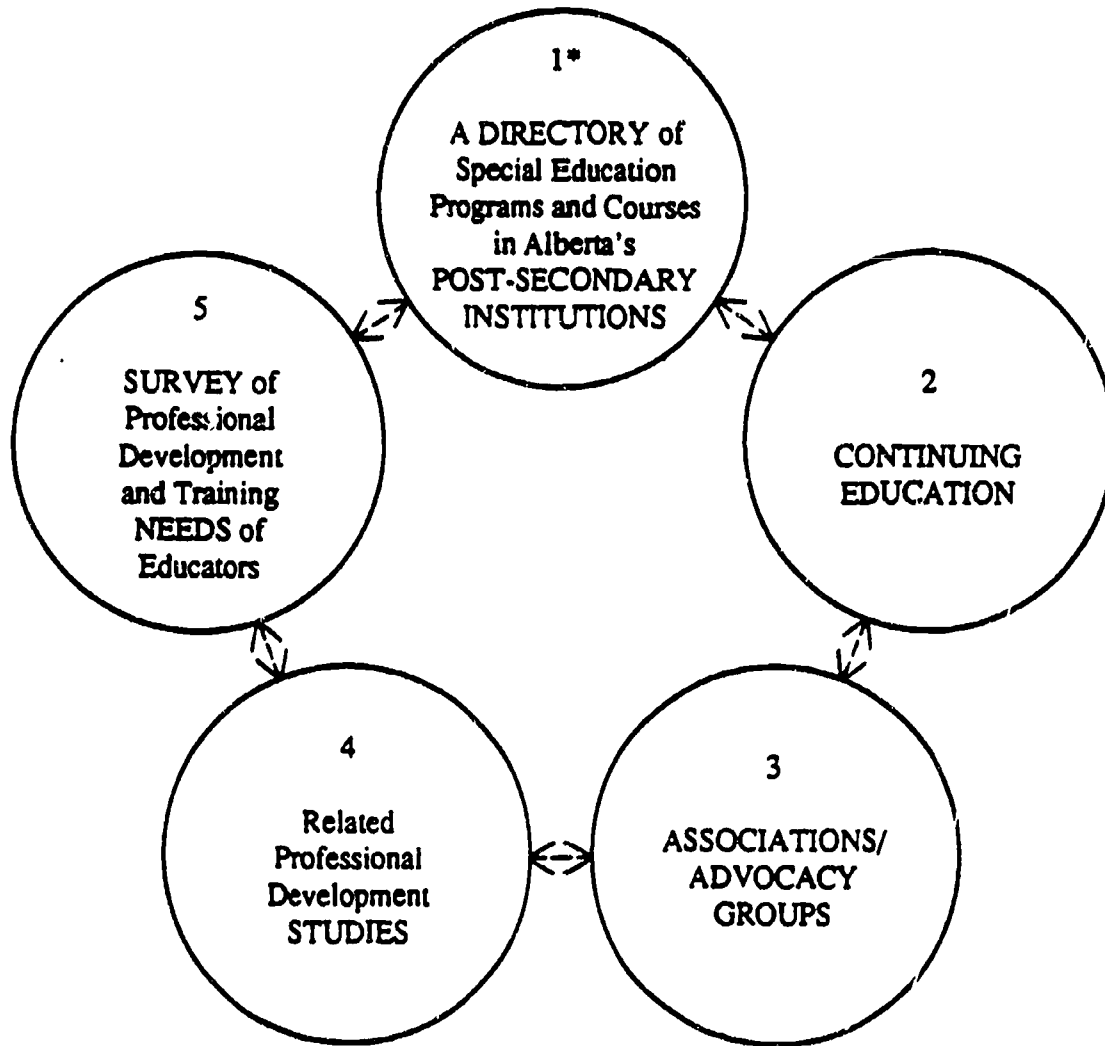 1*
A DIRECTORY of
Special Education
Programs and Courses
in Alberta's
POST-SECONDARY
INSTITUTIONS
2
CONTINUING
EDUCATION
3
ASSOCIATIONS/
ADVOCACY
GROUPS
4
Related
Professional
Development
STUDIES
5
SURVEY of
Professional
Development
and Training
NEEDS of
Educators